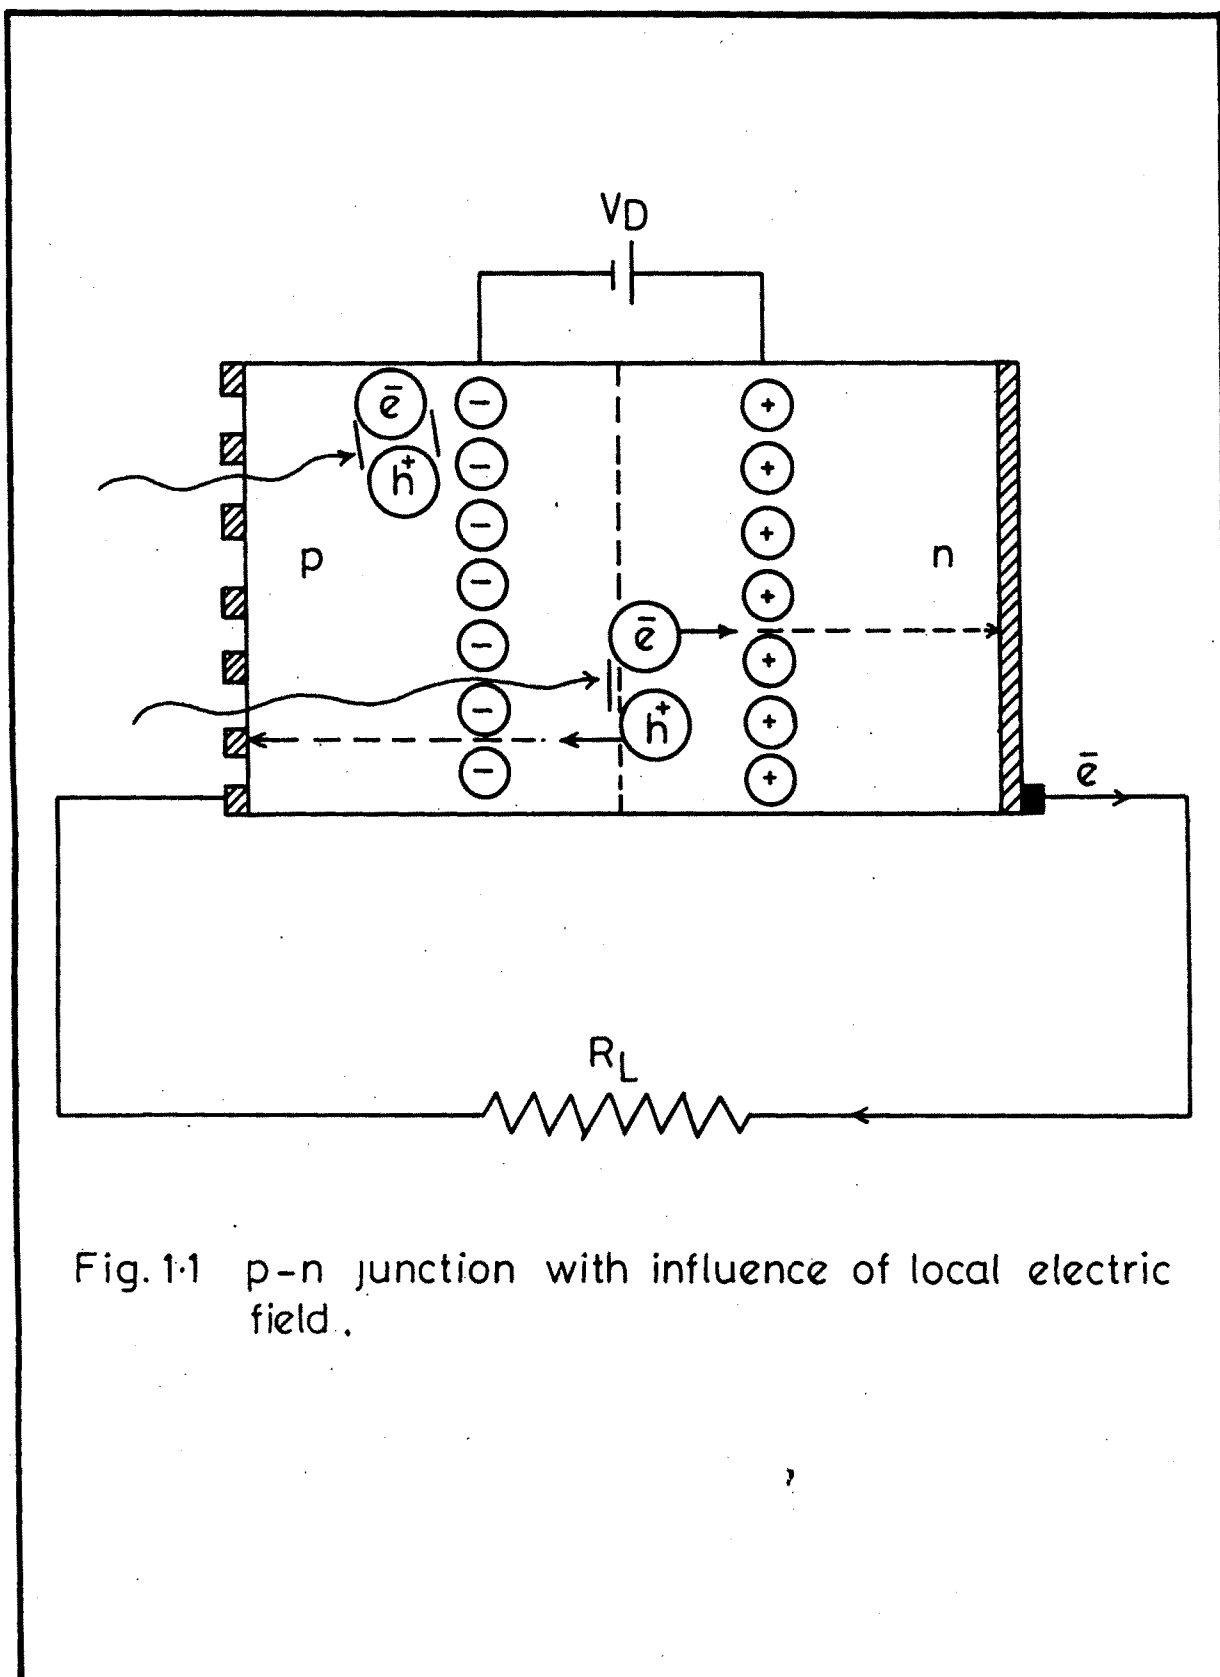 VD
ē
h⁺
p
n
ē
h⁺
ē
RL
Fig. 1·1 p-n junction with influence of local electric
field.